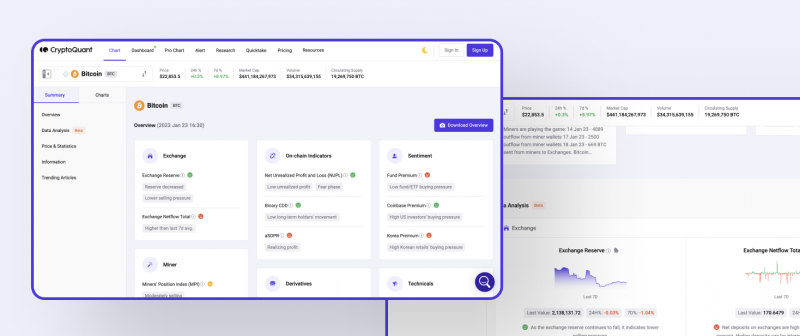 CryptoQuant
Chart Dashboard Pro Chart Alert Research Quicktake Pricing Resources
Sign In Sign Up
Bitcoin BTC
Price 24H % 7d % Market Cap Volume Circulating Supply
$22,853.5 +0.3% +8.97% $441,184,267,973 $34,315,639,155 19,269,750 BTC
Summary Charts
Overview
Data Analysis Beta
Price & Statistics
Information
Trending Articles
Bitcoin BTC
Overview (2023 Jan 23 16:30)
Download Overview
Exchange
Exchange Reserve
Reserve decreased
Lower selling pressure
Exchange Netflow Total
Higher than last 7d avg.
Miner
Miners' Position Index (MPI)
Moderately selling
On-chain Indicators
Net Unrealized Profit and Loss (NUPL)
Low unrealized profit Fear phase
Binary CDD
Low long-term holders' movement
aSOPR
Realizing profit
Derivatives
Sentiment
Fund Premium
Low fund/ETF buying pressure
Coinbase Premium
High US investors' buying pressure
Korea Premium
High Korean retails' buying pressure
Technicals
Price 24H % 7d % Market Cap Volume Circulating Supply
$22,853.5 +0.3% +8.97% $441,184,267,973 $34,315,639,155 19,269,750 BTC
Miners are playing the game: 14 Jan 23 - 4089
outflow from miner wallets 17 Jan 23 - 2500
outflow from miner wallets 18 Jan 23 - 669 BTC
sent from miners to Exchanges. Bitcoin...
a Analysis Beta
Exchange
Exchange Reserve
Last 7D
Last Value: 2,138,131.72 24H%: -0.03% 7D%: -1.04%
As the exchange reserve continues to fall, it indicates lower
selling pressure.
Exchange Netflow Tota
Last 7D
Last Value: 170.6479 24H
Net deposits on exchanges are high